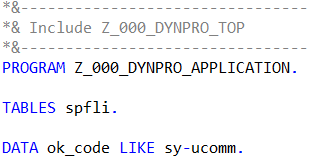 *&---------------------------------
*& Include Z_000_DYNPRO_TOP
*&---------------------------------
PROGRAM Z_000_DYNPRO_APPLICATION.
TABLES spfli.
DATA ok_code LIKE sy-ucomm.